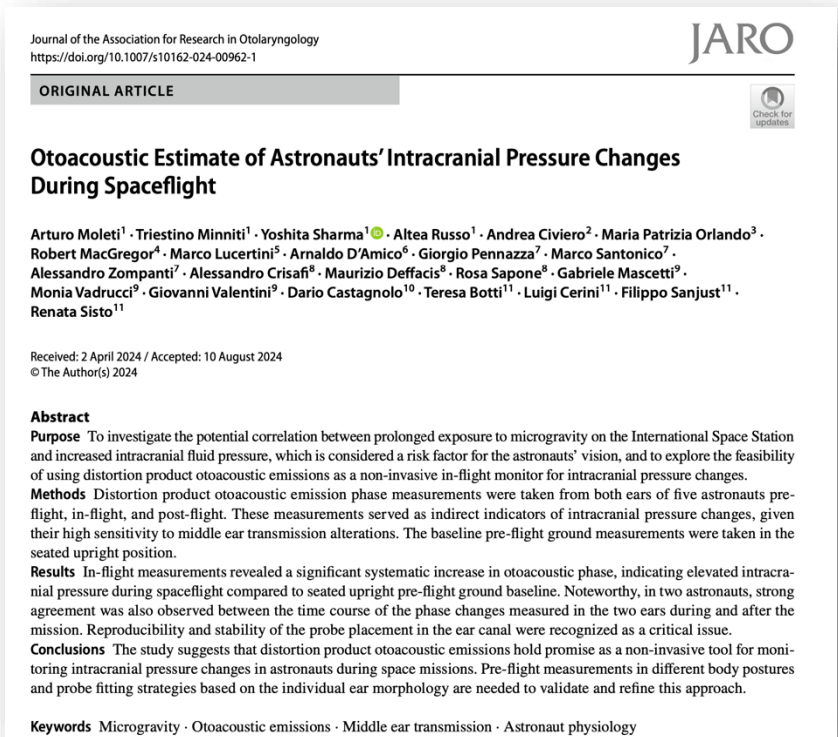 Journal of the Association for Research in Otolaryngology
https://doi.org/10.1007/s10162-024-00962-1
JARO
ORIGINAL ARTICLE
Check for
updates
Otoacoustic Estimate of Astronauts’ Intracranial Pressure Changes
During Spaceflight
Arturo Moleti1 · Triestino Minniti1 · Yoshita Sharma1 iD · Altea Russo1 · Andrea Civiero2 · Maria Patrizia Orlando3 ·
Robert MacGregor4 · Marco Lucertini5 · Arnaldo D’Amico6 · Giorgio Pennazza7 · Marco Santonico7 ·
Alessandro Zompanti7 · Alessandro Crisafi8 · Maurizio Deffacis8 · Rosa Sapone8 · Gabriele Mascetti9 ·
Monia Vadrucci9 · Giovanni Valentini9 · Dario Castagnolo10 · Teresa Botti11 · Luigi Cerini11 · Filippo Sanjust11 ·
Renata Sisto11
Received: 2 April 2024 / Accepted: 10 August 2024
© The Author(s) 2024
Abstract
Purpose To investigate the potential correlation between prolonged exposure to microgravity on the International Space Station
and increased intracranial fluid pressure, which is considered a risk factor for the astronauts’ vision, and to explore the feasibility
of using distortion product otoacoustic emissions as a non-invasive in-flight monitor for intracranial pressure changes.
Methods Distortion product otoacoustic emission phase measurements were taken from both ears of five astronauts pre-
flight, in-flight, and post-flight. These measurements served as indirect indicators of intracranial pressure changes, given
their high sensitivity to middle ear transmission alterations. The baseline pre-flight ground measurements were taken in the
seated upright position.
Results In-flight measurements revealed a significant systematic increase in otoacoustic phase, indicating elevated intracra-
nial pressure during spaceflight compared to seated upright pre-flight ground baseline. Noteworthy, in two astronauts, strong
agreement was also observed between the time course of the phase changes measured in the two ears during and after the
mission. Reproducibility and stability of the probe placement in the ear canal were recognized as a critical issue.
Conclusions The study suggests that distortion product otoacoustic emissions hold promise as a non-invasive tool for moni-
toring intracranial pressure changes in astronauts during space missions. Pre-flight measurements in different body postures
and probe fitting strategies based on the individual ear morphology are needed to validate and refine this approach.
Keywords Microgravity · Otoacoustic emissions · Middle ear transmission · Astronaut physiology